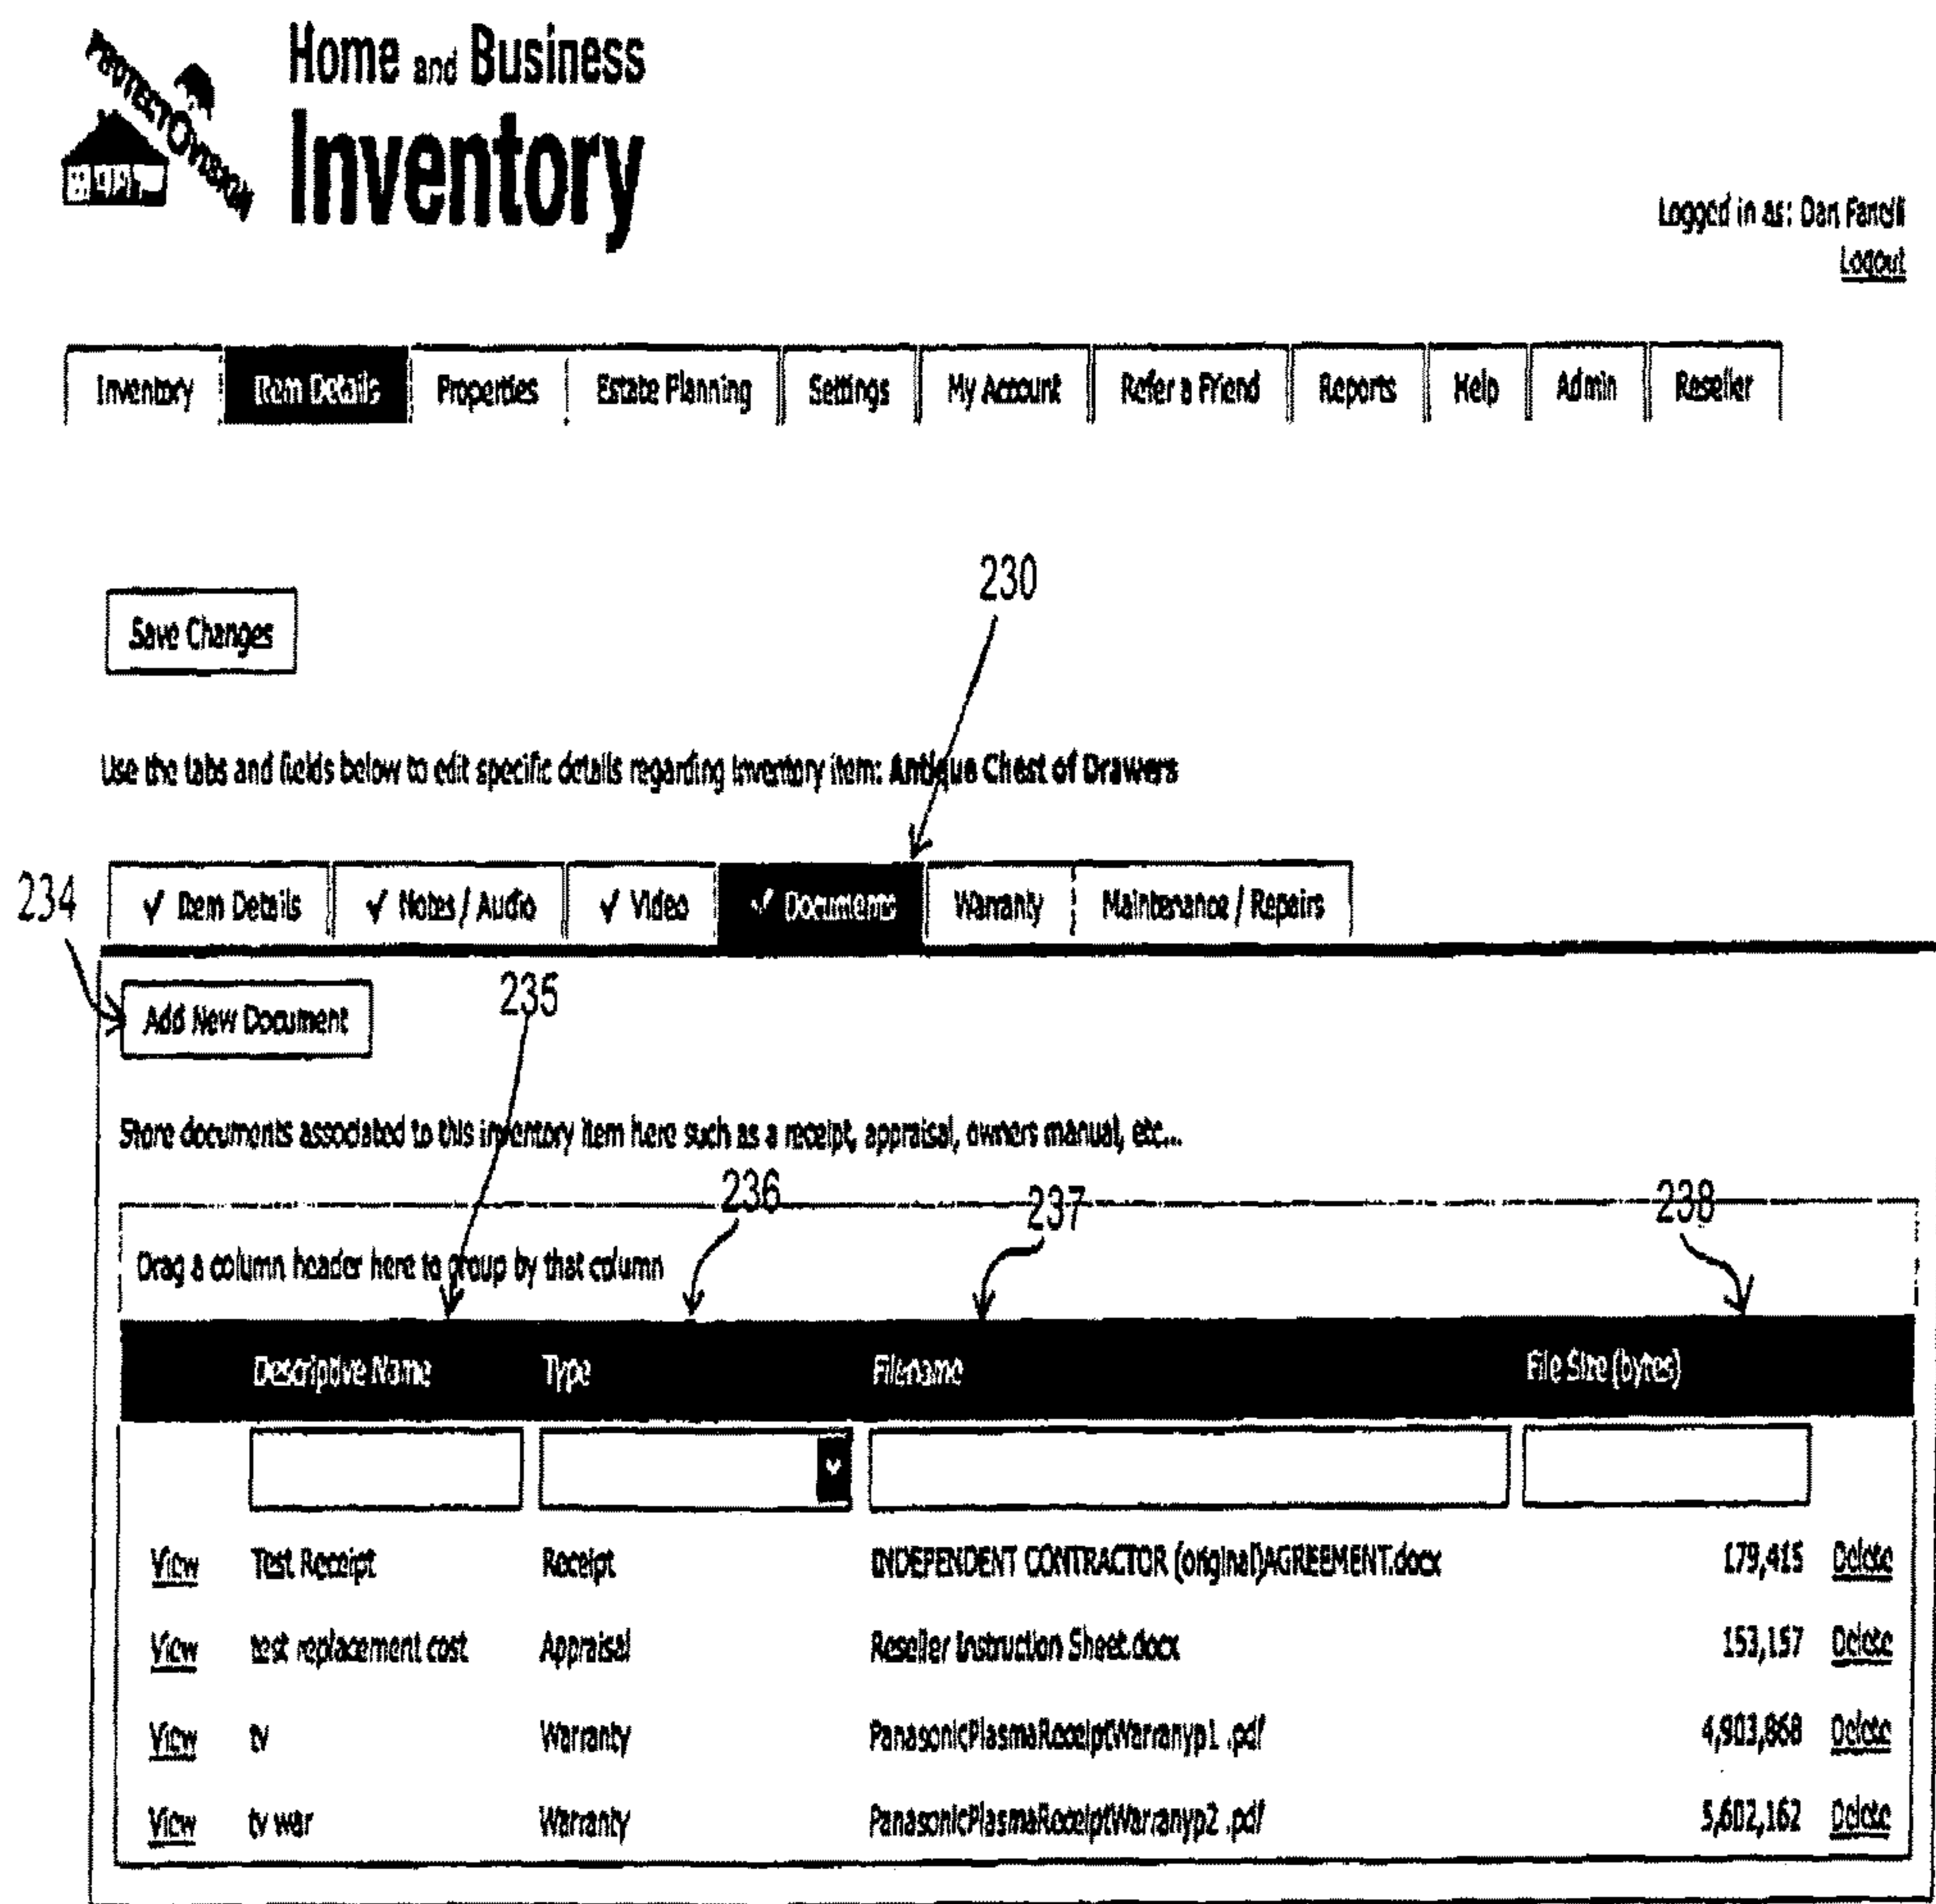 PROTECTOVISION
Home and Business
Inventory
Logged in as: Dan Fanelli
Logout
Inventory Item Details Properties Estate Planning Settings My Account Refer a Friend Reports Help Admin Reseller
230
Save Changes
Use the tabs and fields below to edit specific details regarding inventory item: Antique Chest of Drawers
234 ✓ Item Details ✓ Notes / Audio ✓ Video ✓ Documents Warranty Maintenance / Repairs
235
Add New Document
Store documents associated to this inventory item here such as a receipt, appraisal, owners manual, etc...
236 237 238
Drag a column header here to group by that column
Descriptive Name Type Filename File Size (bytes)
View Test Receipt Receipt INDEPENDENT CONTRACTOR (original)AGREEMENT.docx 179,415 Delete
View test replacement cost Appraisal Reseller Instruction Sheet.docx 153,157 Delete
View tv Warranty PanasonicPlasmaReceiptWarranyp1 .pdf 4,903,868 Delete
View tv war Warranty PanasonicPlasmaReceiptWarranyp2 .pdf 5,602,162 Delete